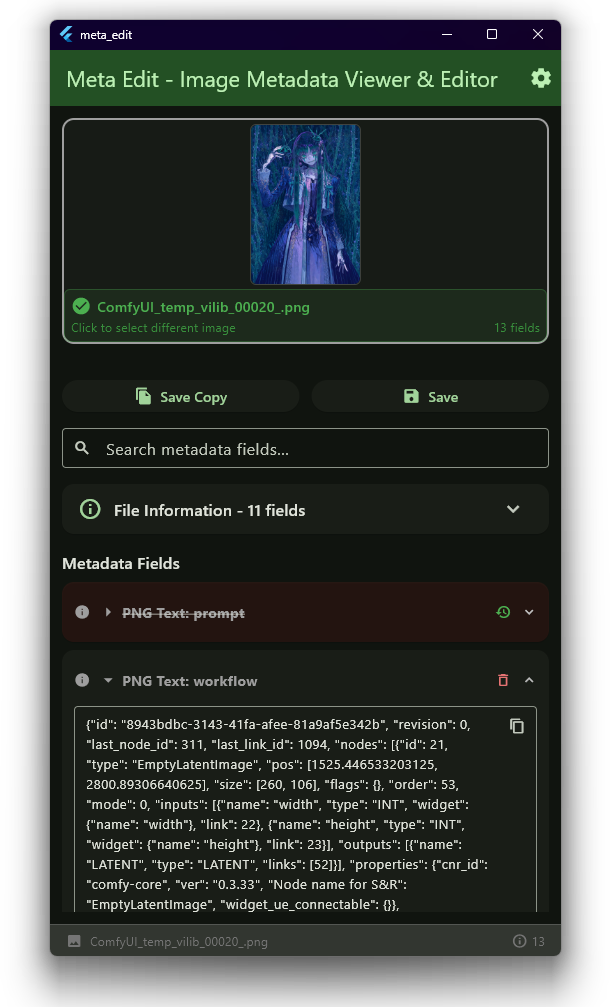 meta_edit
Meta Edit - Image Metadata Viewer & Editor
ComfyUI_temp_vilib_00020_.png
Click to select different image
13 fields
Save Copy
Save
Search metadata fields...
File Information - 11 fields
Metadata Fields
PNG Text: prompt
PNG Text: workflow
{"id": "8943bdbc-3143-41fa-afee-81a9af5e342b", "revision": 0,
"last_node_id": 311, "last_link_id": 1094, "nodes": [{"id": 21,
"type": "EmptyLatentImage", "pos": [1525.446533203125,
2800.89306640625], "size": [260, 106], "flags": {}, "order": 53,
"mode": 0, "inputs": [{"name": "width", "type": "INT", "widget":
{"name": "width"}, "link": 22}, {"name": "height", "type": "INT",
"widget": {"name": "height"}, "link": 23}], "outputs": [{"name":
"LATENT", "type": "LATENT", "links": [52]}], "properties": {"cnr_id":
"comfy-core", "ver": "0.3.33", "Node name for S&R":
"EmptyLatentImage", "widget_ue_connectable": {}},
ComfyUI_temp_vilib_00020_.png
13